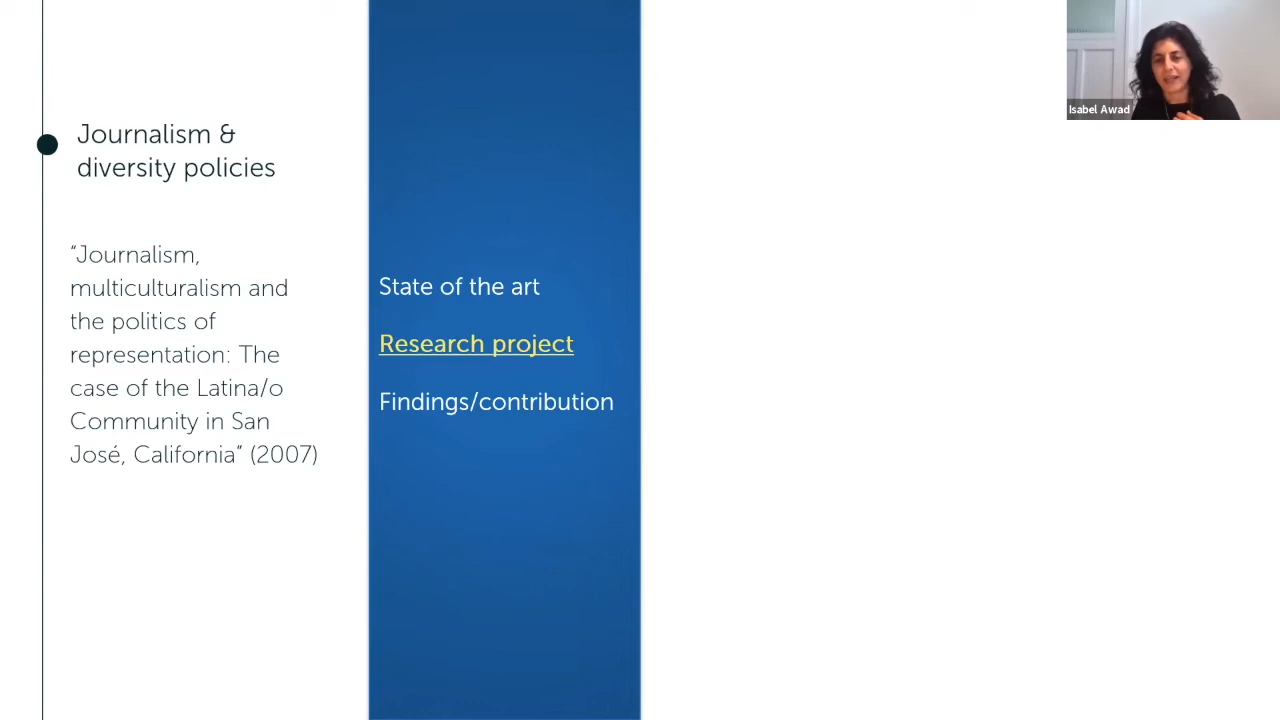 Journalism &
diversity policies
“Journalism,
multiculturalism and
the politics of
representation: The
case of the Latina/o
Community in San
José, California” (2007)
State of the art
Research project
Findings/contribution
Isabel Awad